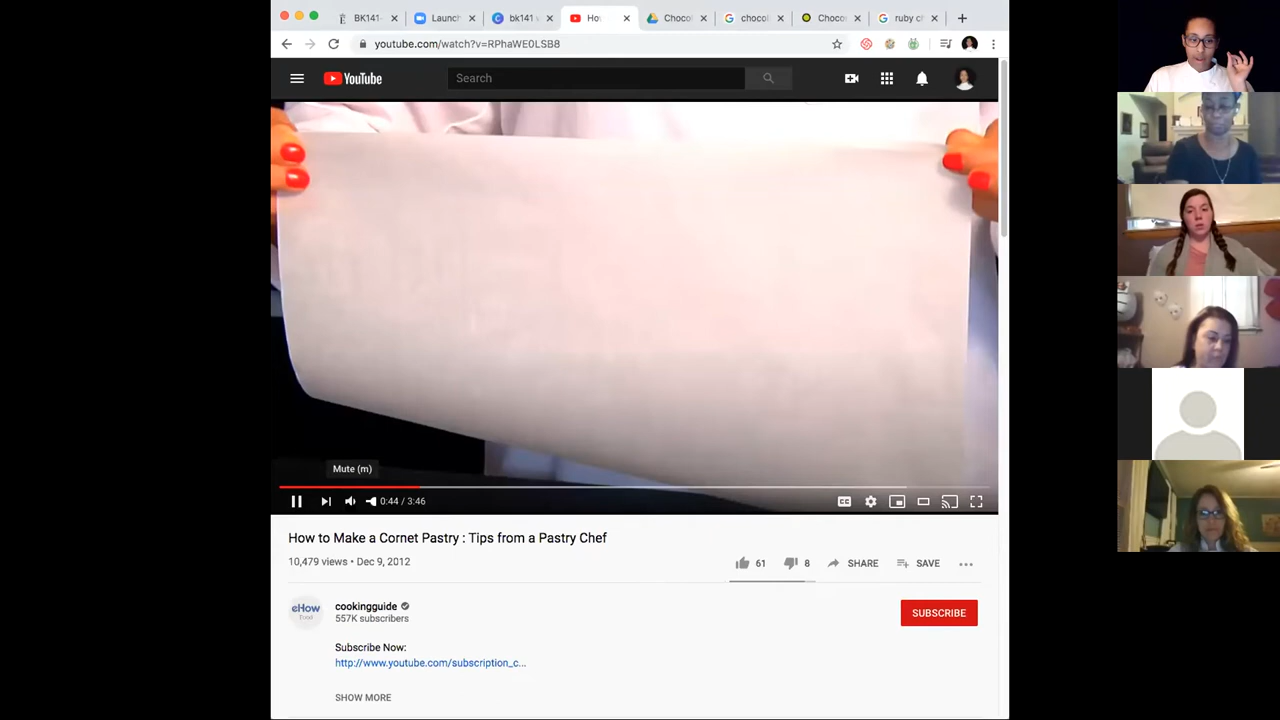 BK141-
Launch
bk141
Ho
Choco
chocol
Choco
ruby c
youtube.com/watch?v=RPhaWE0LSB8
YouTube
Search
Mute (m)
0:44 / 3:46
How to Make a Cornet Pastry : Tips from a Pastry Chef
10,479 views • Dec 9, 2012
61
8
SHARE
SAVE
eHow
Food
cookingguide
557K subscribers
SUBSCRIBE
Subscribe Now:
http://www.youtube.com/subscription_c...
SHOW MORE